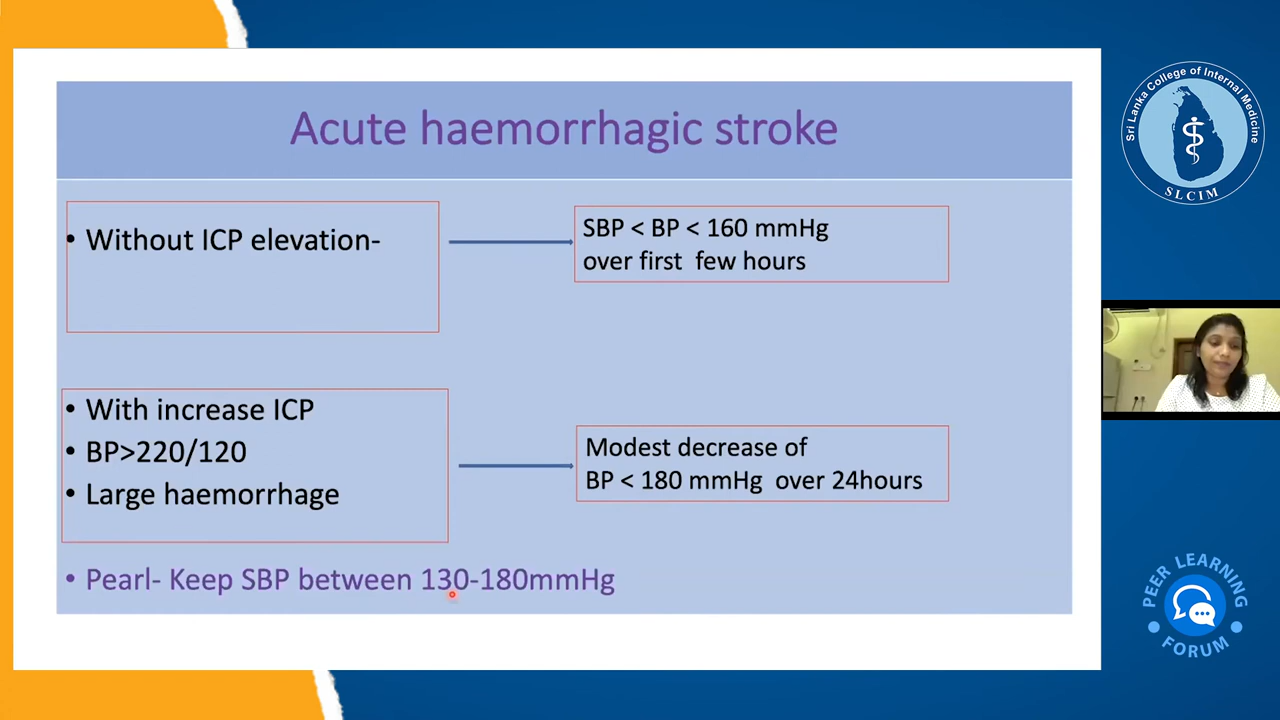 Acute haemorrhagic stroke
• Without ICP elevation-
SBP < BP < 160 mmHg
over first few hours
• With increase ICP
• BP>220/120
• Large haemorrhage
Modest decrease of
BP < 180 mmHg over 24hours
• Pearl- Keep SBP between 130-180mmHg
Sri Lanka College of Internal Medicine
SLCIM
PEER LEARNING
FORUM